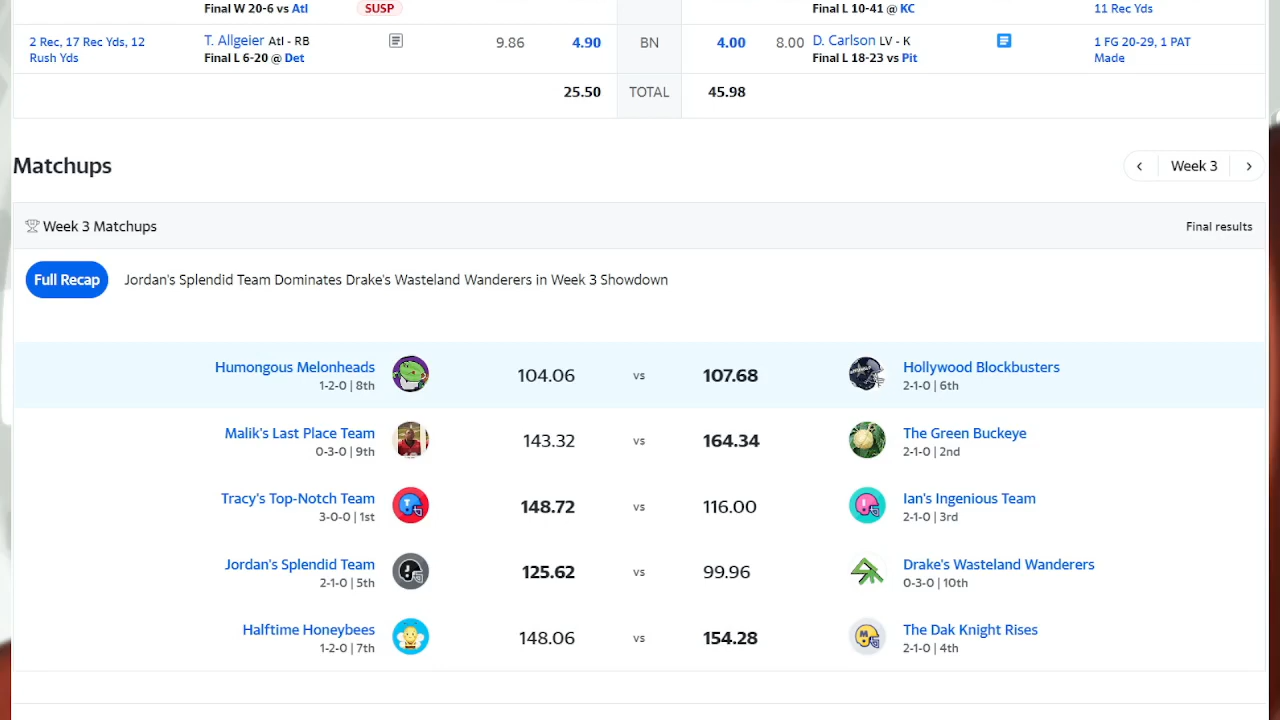 Final W 20-6 vs Atl
SUSP
Final L 10-41 @ KC
11 Rec Yds
2 Rec, 17 Rec Yds, 12
Rush Yds
T. Allgeier Atl - RB
Final L 6-20 @ Det
9.86
4.90
BN
4.00
8.00
D. Carlson LV - K
Final L 18-23 vs Pit
1 FG 20-29, 1 PAT
Made
25.50
TOTAL
45.98
Matchups
Week 3
Week 3 Matchups
Final results
Full Recap
Jordan's Splendid Team Dominates Drake's Wasteland Wanderers in Week 3 Showdown
Humongous Melonheads
1-2-0 | 8th
104.06
vs
107.68
Hollywood Blockbusters
2-1-0 | 6th
Malik's Last Place Team
0-3-0 | 9th
143.32
vs
164.34
The Green Buckeye
2-1-0 | 2nd
Tracy's Top-Notch Team
3-0-0 | 1st
148.72
vs
116.00
Ian's Ingenious Team
2-1-0 | 3rd
Jordan's Splendid Team
2-1-0 | 5th
125.62
vs
99.96
Drake's Wasteland Wanderers
0-3-0 | 10th
Halftime Honeybees
1-2-0 | 7th
148.06
vs
154.28
The Dak Knight Rises
2-1-0 | 4th